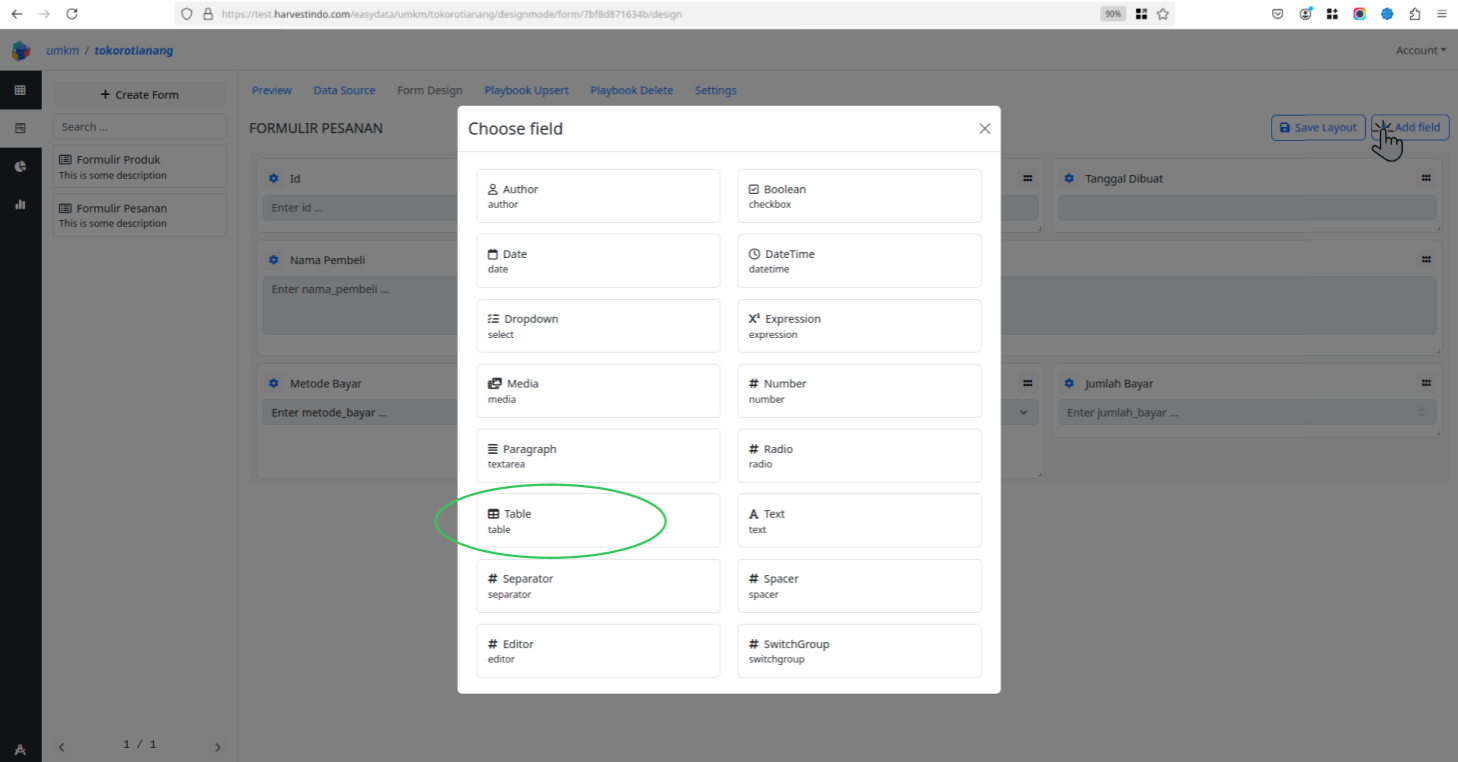 https://test.harvestindo.com/easydata/umkm/tokorotianang/designmode/form/7bf8d871634b/design
90%
umkm / tokorotianang
Account
+ Create Form
Search ...
Formulir Produk
This is some description
Formulir Pesanan
This is some description
1 / 1
Preview
Data Source
Form Design
Playbook Upsert
Playbook Delete
Settings
FORMULIR PESANAN
Save Layout
Add field
Id
Enter id ...
Tanggal Dibuat
Nama Pembeli
Enter nama_pembeli ...
Metode Bayar
Enter metode_bayar ...
Jumlah Bayar
Enter jumlah_bayar ...
Choose field
Author
author
Boolean
checkbox
Date
date
DateTime
datetime
Dropdown
select
Expression
expression
Media
media
# Number
number
Paragraph
textarea
# Radio
radio
Table
table
Text
text
# Separator
separator
# Spacer
spacer
# Editor
editor
# SwitchGroup
switchgroup